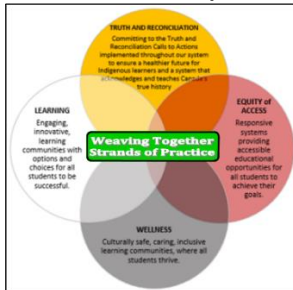 TRUTH AND RECONCILIATION
Committing to the Truth and
Reconciliation Calls to Actions
implemented throughout our system
to ensure a healthier future for
Indigenous learners and a system that
acknowledges and teaches Canada's
true history
LEARNING
Engaging,
innovative,
learning
communities with
options and
choices for all
students to be
successful.
Weaving Together
Strands of Practice
EQUITY of
ACCESS
Responsive
systems
providing
accessible
educational
opportunities for
all students to
achieve their
goals.
WELLNESS
Culturally safe, caring, inclusive
learning communities, where all
students thrive.